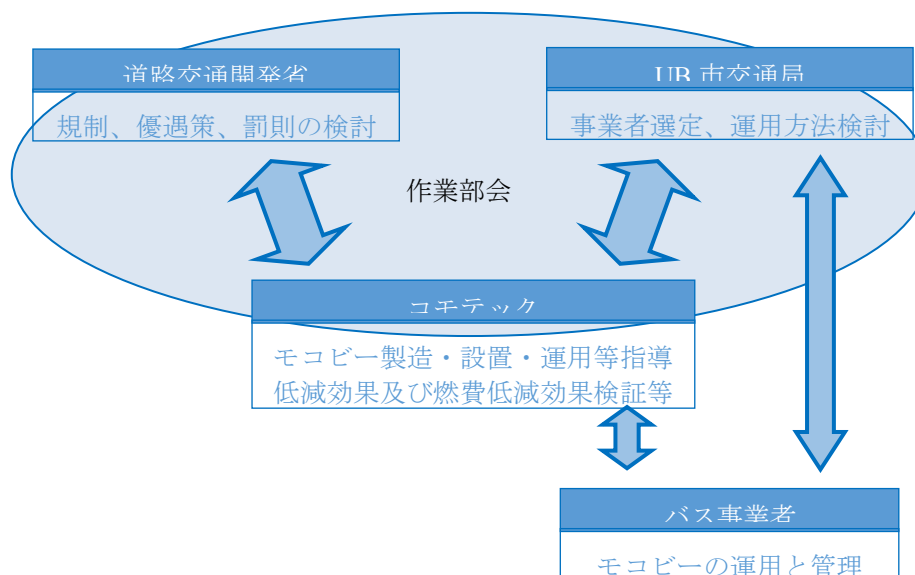 道路交通開発省
UB 市交通局
規制、優遇策、罰則の検討
事業者選定、運用方法検討
作業部会
コモテック
モコビー製造・設置・運用等指導
低減効果及び燃費低減効果検証等
バス事業者
モコビーの運用と管理